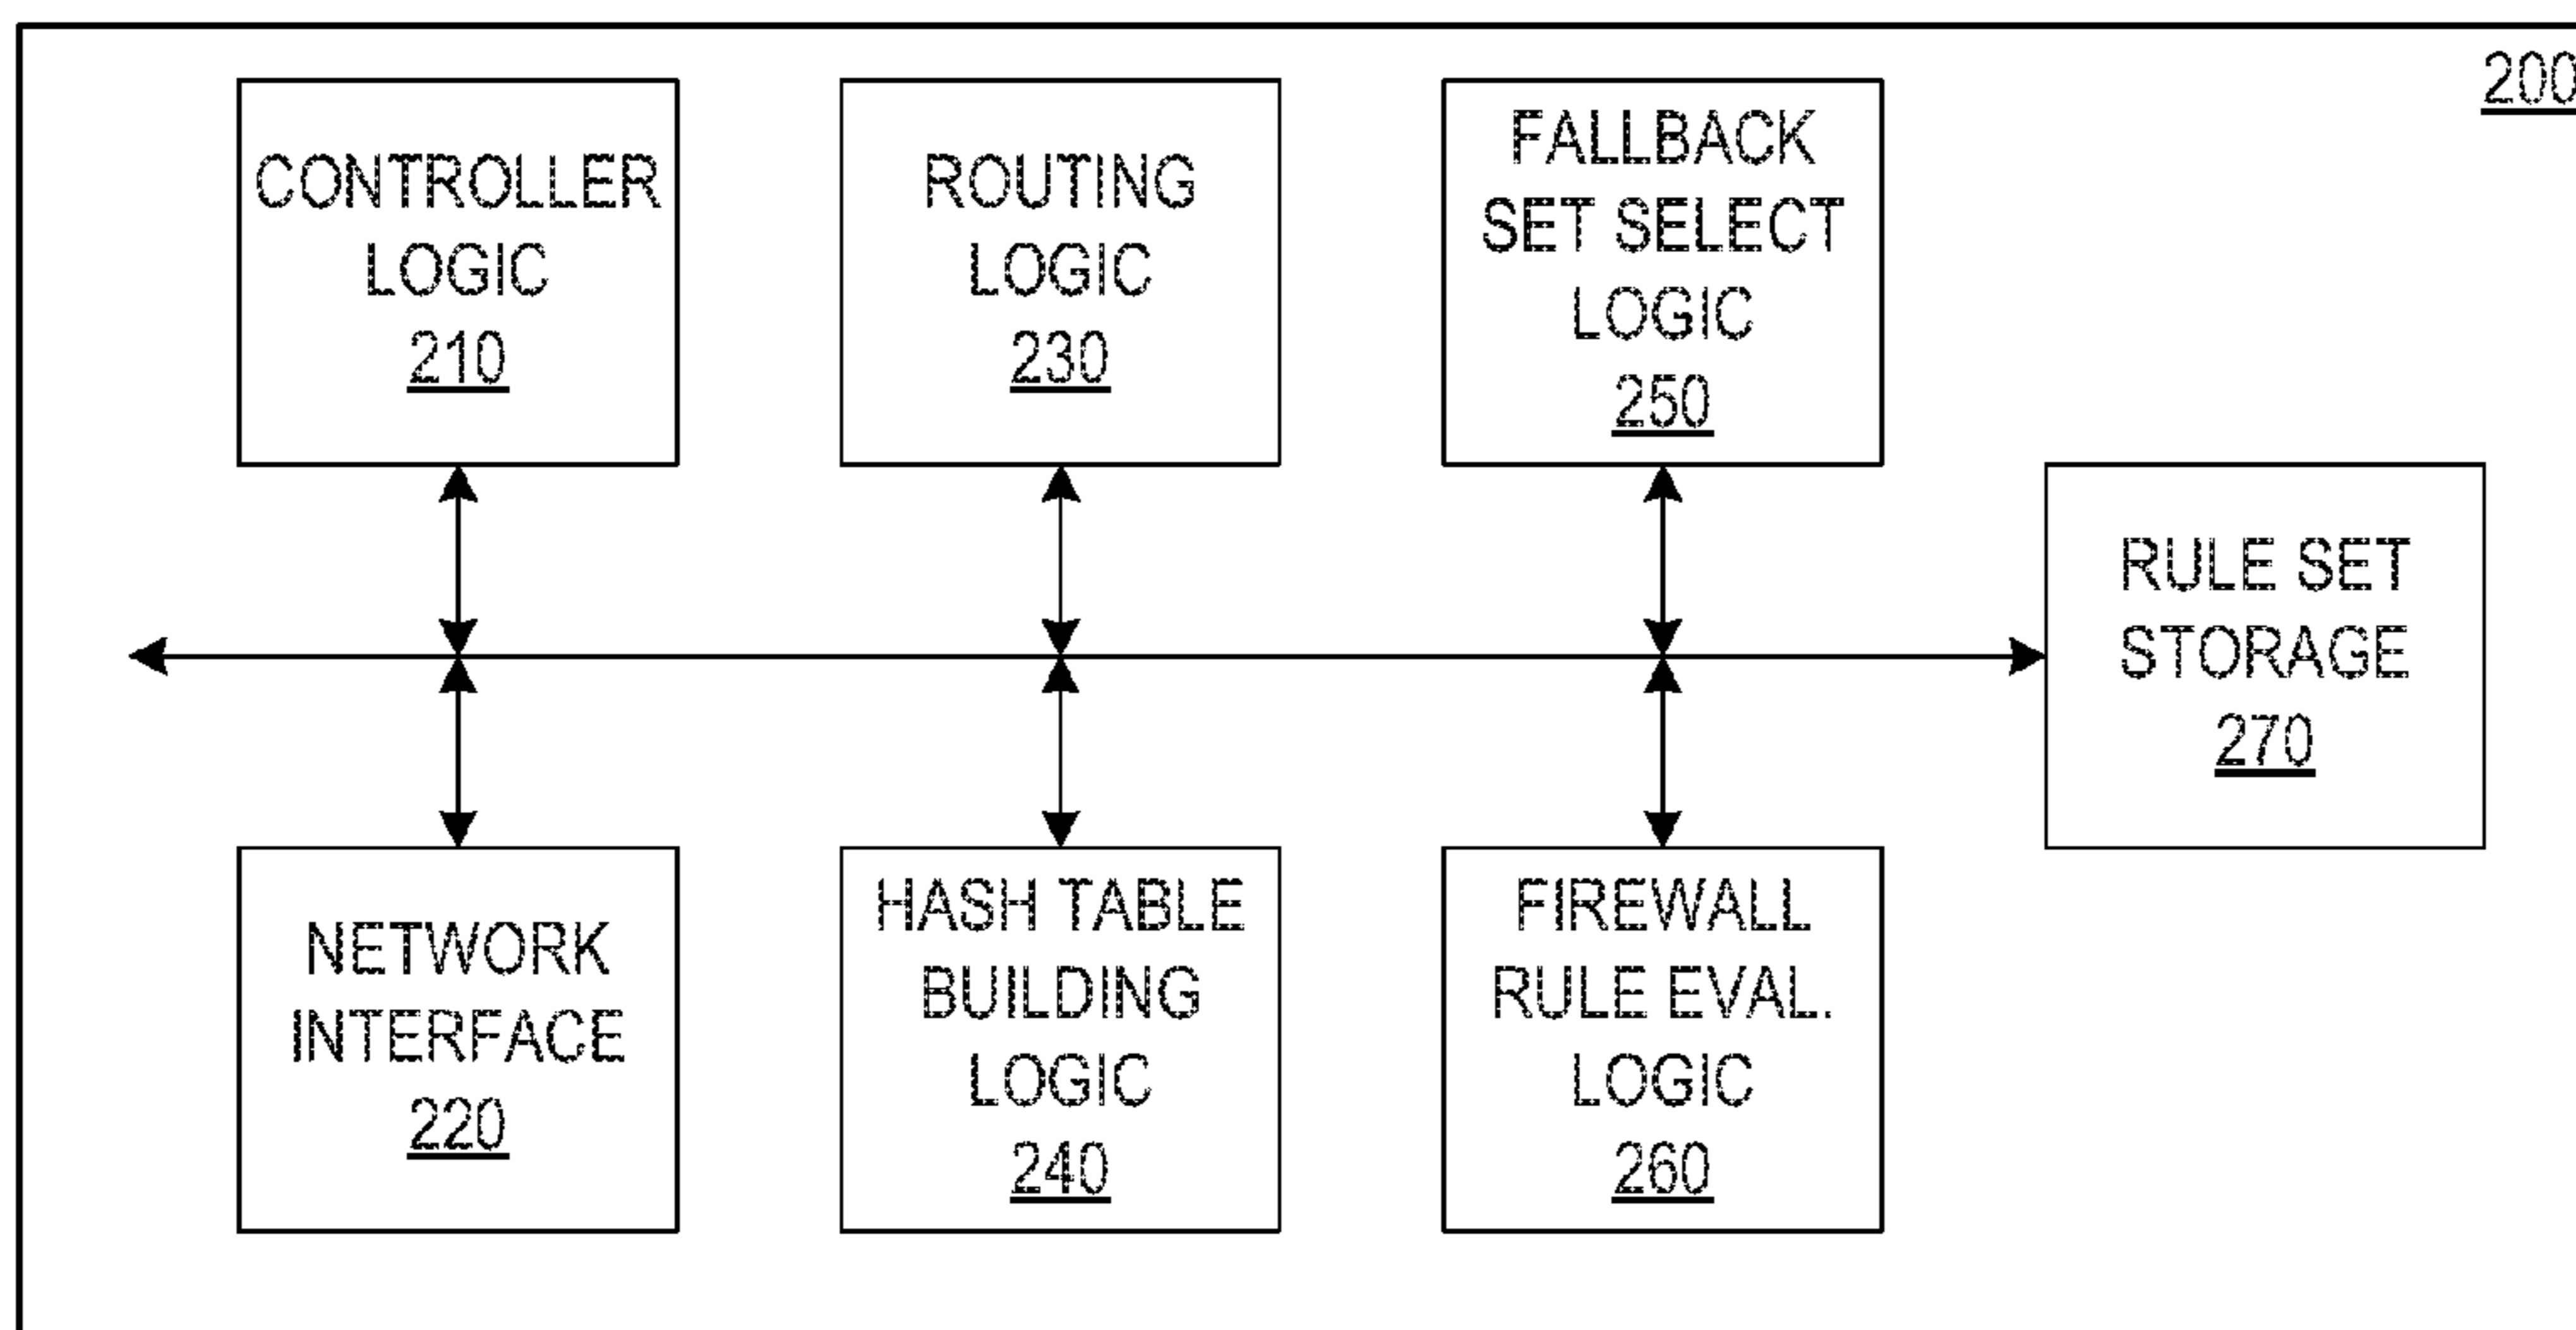 200
CONTROLLER
LOGIC
210
ROUTING
LOGIC
230
FALLBACK
SET SELECT
LOGIC
250
RULE SET
STORAGE
270
NETWORK
INTERFACE
220
HASH TABLE
BUILDING
LOGIC
240
FIREWALL
RULE EVAL.
LOGIC
260